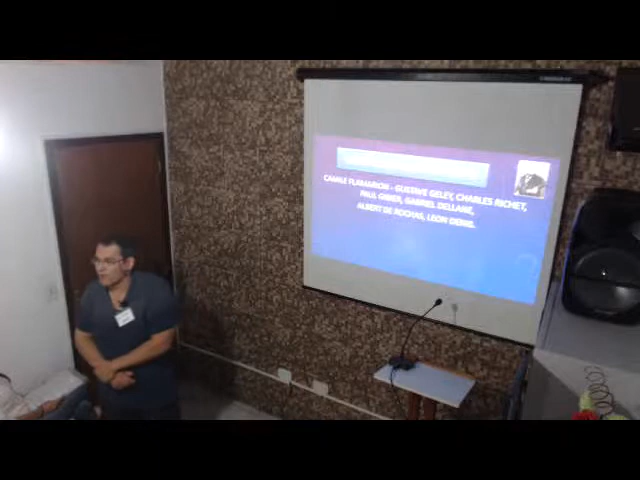 CAMILE FLAMARION - GUSTAVE GELEY, CHARLES RICHET,
PAUL GIBIER, GABRIEL DELLANE,
ALBERT DE ROCHAS, LEON DENIS.